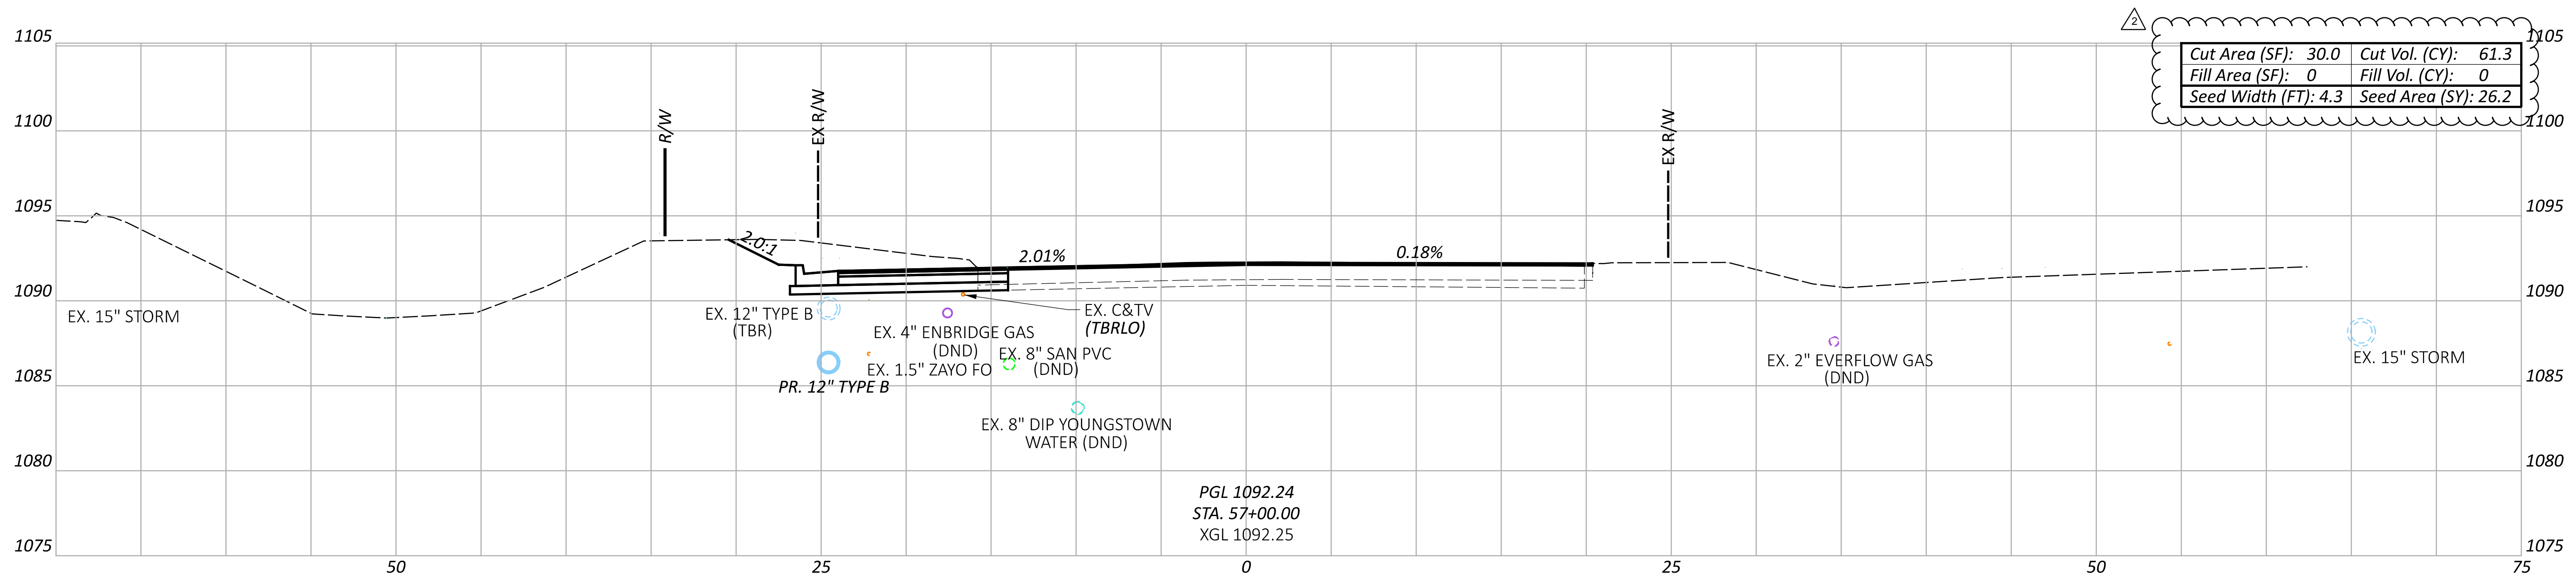 2
1105
1105
Cut Area (SF): 30.0 Cut Vol. (CY): 61.3
Fill Area (SF): 0 Fill Vol. (CY): 0
Seed Width (FT): 4.3 Seed Area (SY): 26.2
1100
1100
R/W
EX R/W
EX R/W
1095
1095
2.0:1
2.01%
0.18%
1090
1090
EX. 15" STORM
EX. 12" TYPE B
(TBR)
EX. C&TV
(TBRLO)
EX. 4" ENBRIDGE GAS
(DND)
EX. 8" SAN PVC
(DND)
EX. 1.5" ZAYO FO
PR. 12" TYPE B
EX. 2" EVERFLOW GAS
(DND)
EX. 15" STORM
1085
1085
EX. 8" DIP YOUNGSTOWN
WATER (DND)
1080
1080
PGL 1092.24
STA. 57+00.00
XGL 1092.25
1075
1075
50
25
0
25
50
75